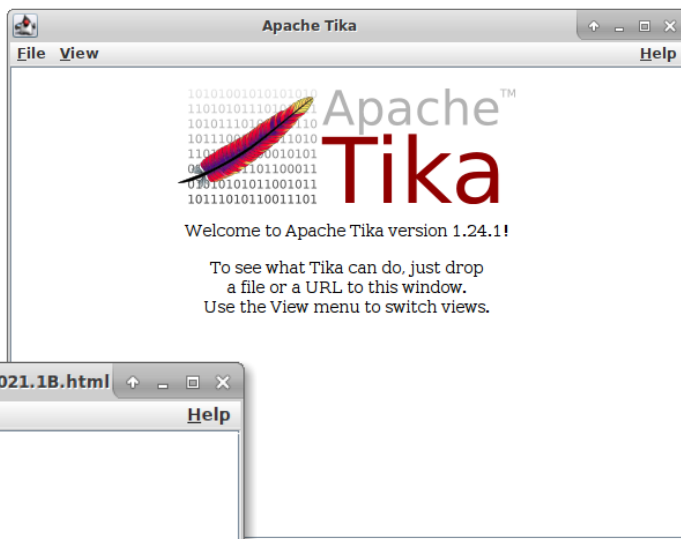 Apache Tika
File View Help
Apache™
Tika
Welcome to Apache Tika version 1.24.1!
To see what Tika can do, just drop
a file or a URL to this window.
Use the View menu to switch views.
021.1B.html
Help